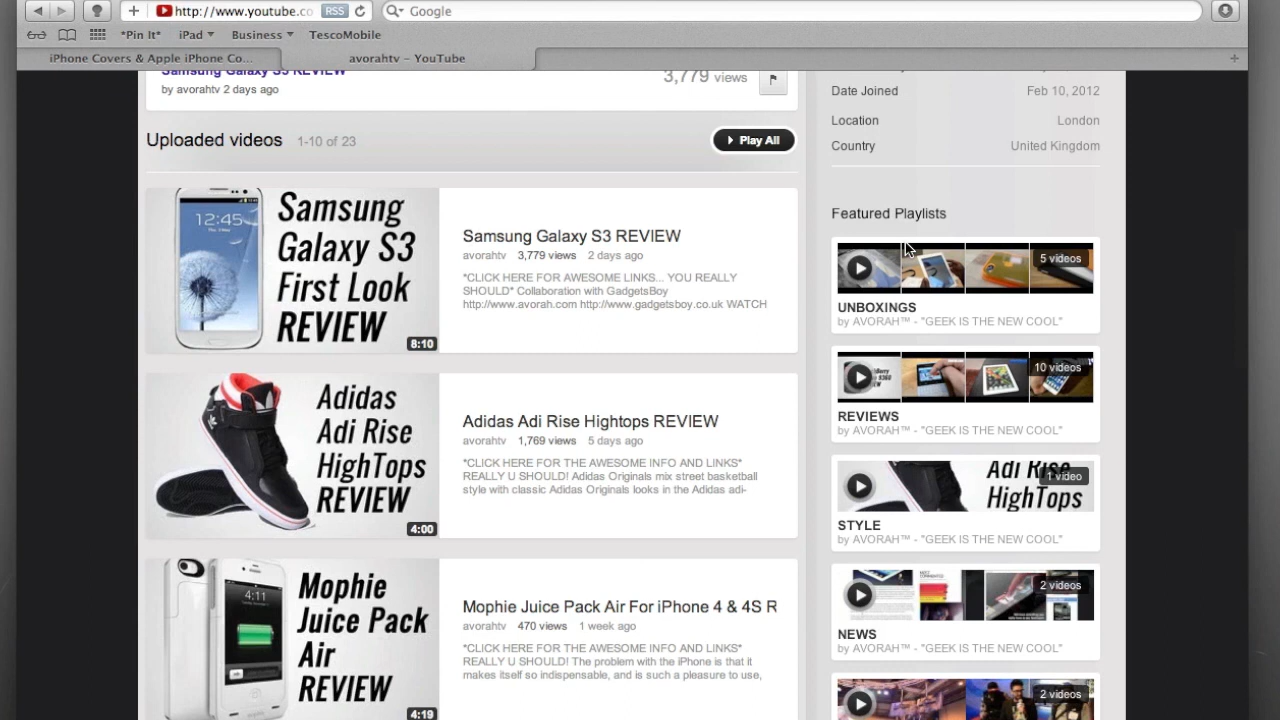 http://www.youtube.co RSS Google
*Pin It* iPad Business TescoMobile
iPhone Covers & Apple iPhone Co... avorahtv – YouTube
Samsung Galaxy S3 REVIEW
3,779 views
by avorahtv 2 days ago
Uploaded videos 1-10 of 23
Play All
Samsung
Galaxy S3
First Look
REVIEW
12:45
8:10
Samsung Galaxy S3 REVIEW
avorahtv 3,779 views 2 days ago
*CLICK HERE FOR AWESOME LINKS... YOU REALLY
SHOULD* Collaboration with GadgetsBoy
http://www.avorah.com http://www.gadgetsboy.co.uk WATCH
Adidas
Adi Rise
HighTops
REVIEW
4:00
Adidas Adi Rise Hightops REVIEW
avorahtv 1,769 views 5 days ago
*CLICK HERE FOR THE AWESOME INFO AND LINKS*
REALLY U SHOULD! Adidas Originals mix street basketball
style with classic Adidas Originals looks in the Adidas adi-
Mophie
Juice Pack
Air
REVIEW
4:11
4:19
Mophie Juice Pack Air For iPhone 4 & 4S R
avorahtv 470 views 1 week ago
*CLICK HERE FOR THE AWESOME INFO AND LINKS*
REALLY U SHOULD! The problem with the iPhone is that it
makes itself so indispensable, and is such a pleasure to use,
Date Joined Feb 10, 2012
Location London
Country United Kingdom
Featured Playlists
5 videos
UNBOXINGS
by AVORAH™ - "GEEK IS THE NEW COOL"
10 videos
REVIEWS
by AVORAH™ - "GEEK IS THE NEW COOL"
Adi Rise
HighTops
1 video
STYLE
by AVORAH™ - "GEEK IS THE NEW COOL"
2 videos
NEWS
by AVORAH™ - "GEEK IS THE NEW COOL"
2 videos